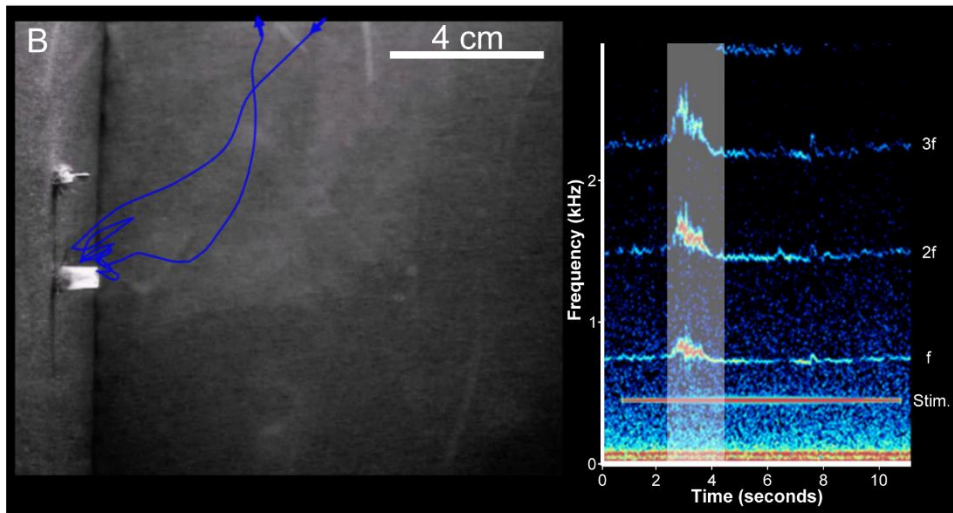 B
4 cm
Frequency (kHz)
2
1
0
3f
2f
f
Stim.
0 2 4 6 8 10
Time (seconds)